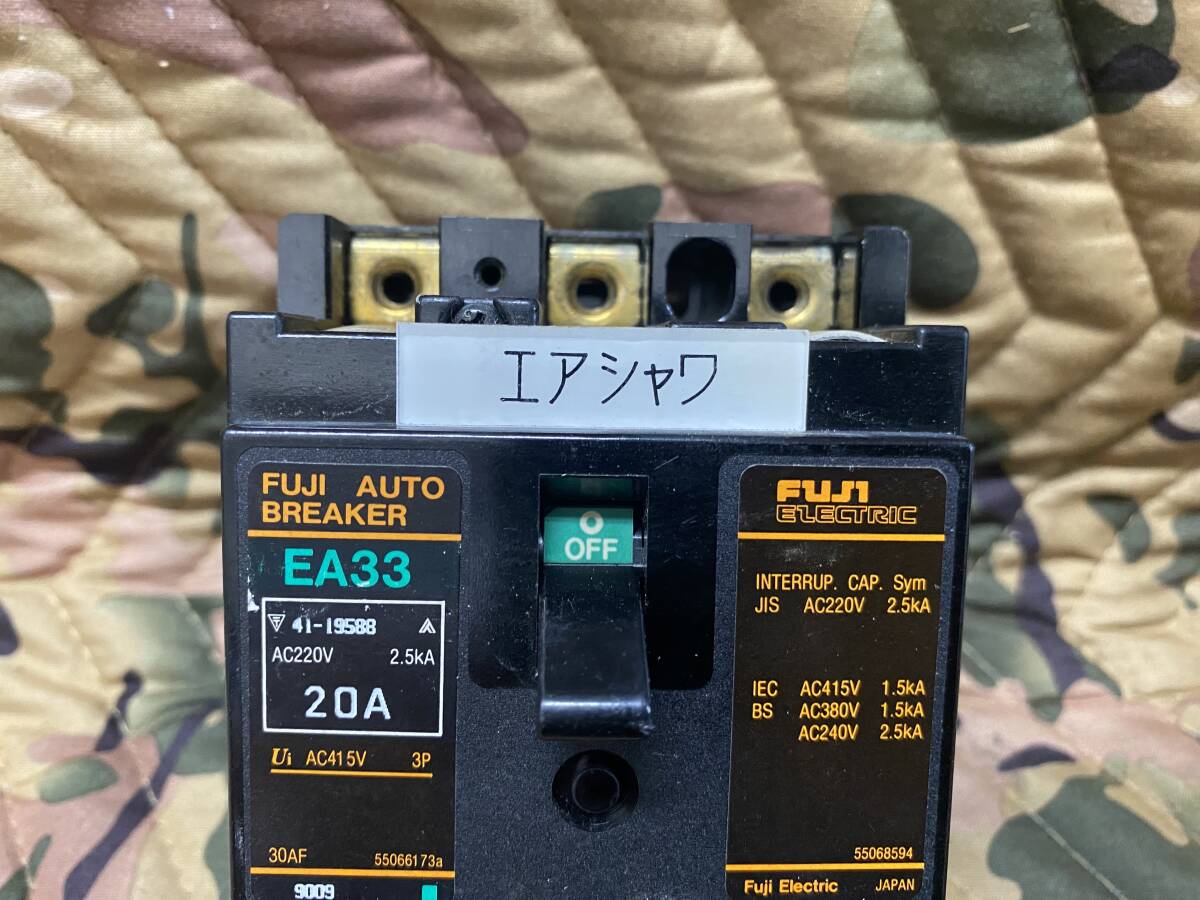 エアシャワ
FUJI AUTO
BREAKER
EA33
41-19588
AC220V 2.5kA
20A
Ui AC415V 3P
30AF 55066173a
9009
OFF
FUJI
ELECTRIC
INTERRUP. CAP. Sym
JIS AC220V 2.5kA
IEC AC415V 1.5kA
BS AC380V 1.5kA
AC240V 2.5kA
55068594
Fuji Electric JAPAN